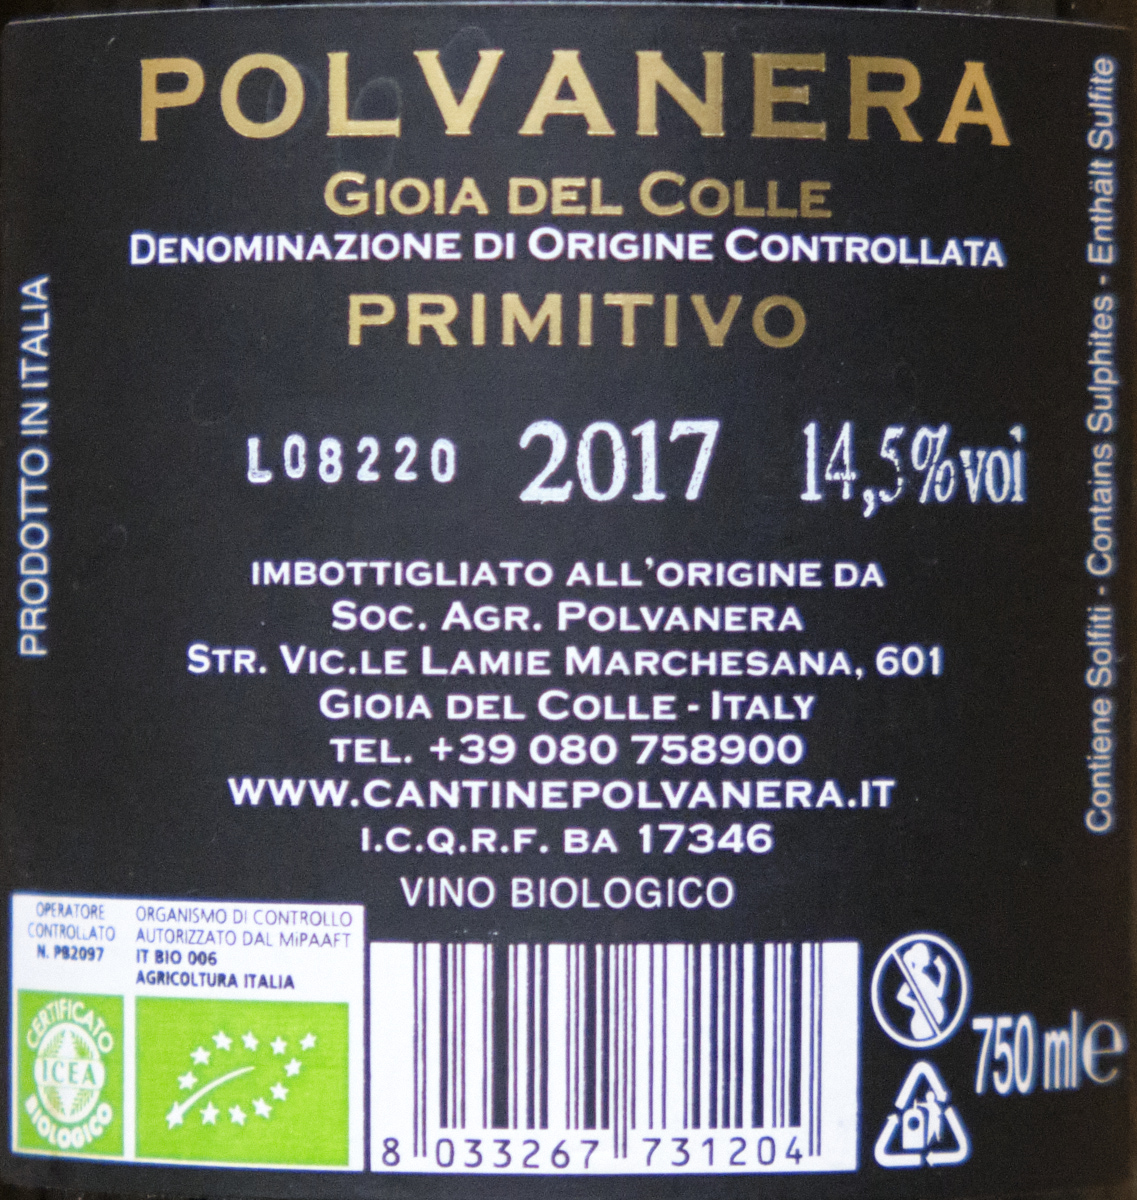 POLVANERA
GIOIA DEL COLLE
DENOMINAZIONE DI ORIGINE CONTROLLATA
PRIMITIVO
L08220 2017 14,5%vol
IMBOTTIGLIATO ALL'ORIGINE DA
SOC. AGR. POLVANERA
STR. VIC.LE LAMIE MARCHESANA, 601
GIOIA DEL COLLE - ITALY
TEL. +39 080 758900
WWW.CANTINEPOLVANERA.IT
I.C.Q.R.F. BA 17346
VINO BIOLOGICO
PRODOTTO IN ITALIA
Contiene Solfiti - Contains Sulphites - Enthält Sulfite
OPERATORE
CONTROLLATO
N. PB2097
ORGANISMO DI CONTROLLO
AUTORIZZATO DAL MiPAAFT
IT BIO 006
AGRICOLTURA ITALIA
CERTIFICATO
ICEA
BIOLOGICO
8 033267 731204
750 ml e